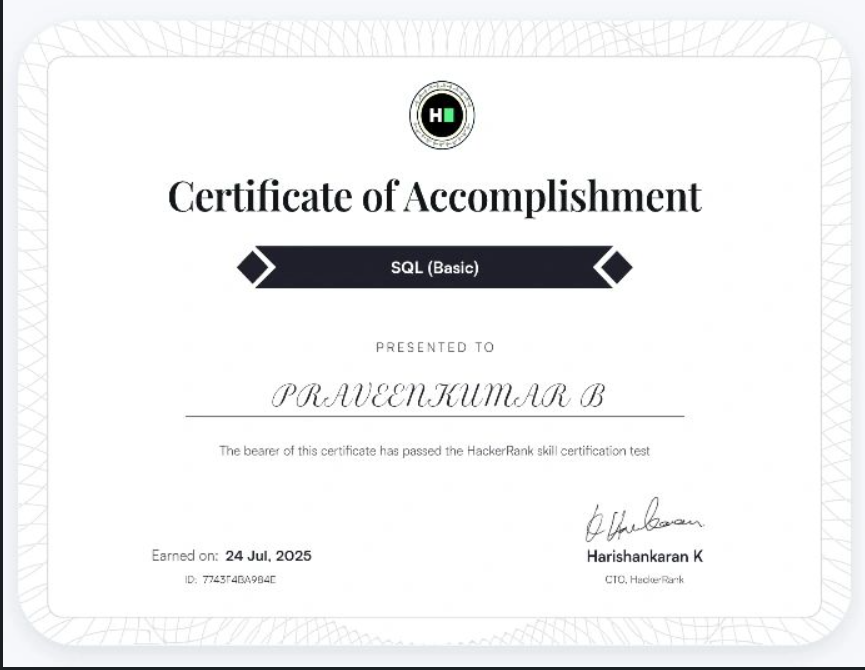 H
Certificate of Accomplishment
SQL (Basic)
PRESENTED TO
PRAVEENKUMAR B
The bearer of this certificate has passed the HackerRank skill certification test
Earned on: 24 Jul, 2025
ID: 7743F4BA984E
Harishankaran K
CTO, HackerRank